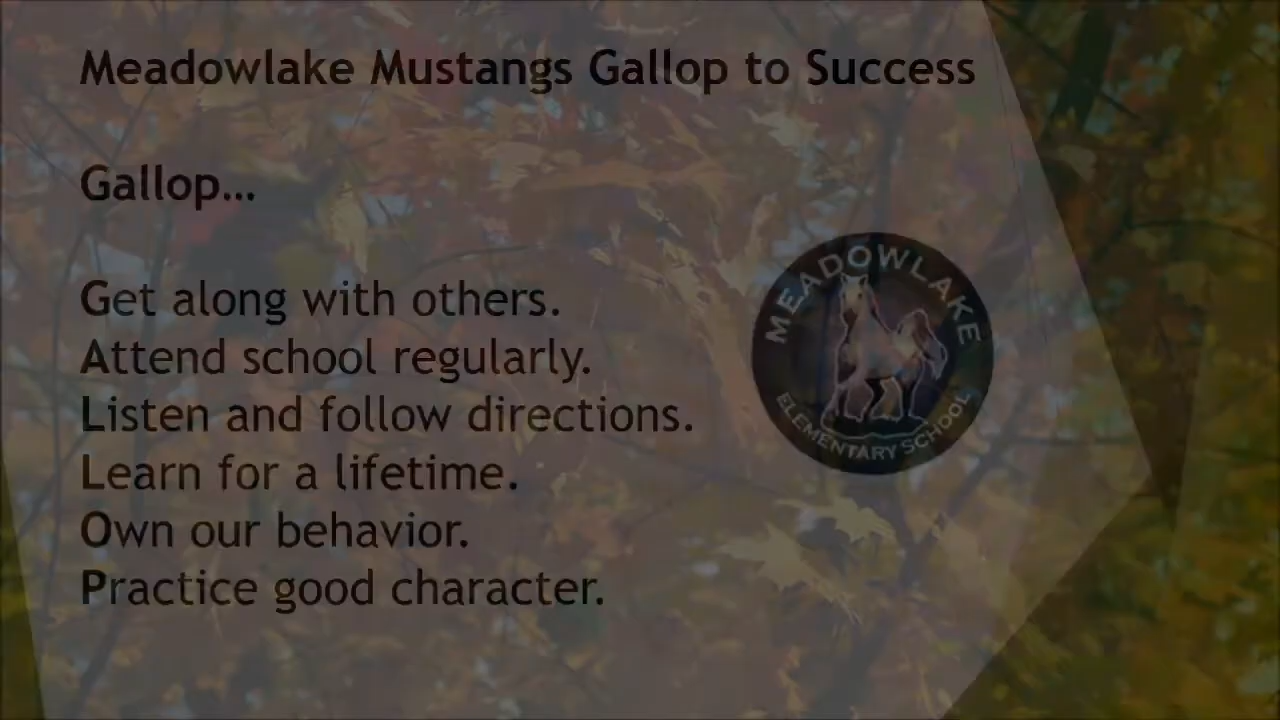 Meadowlake Mustangs Gallop to Success
Gallop...
Get along with others.
Attend school regularly.
Listen and follow directions.
Learn for a lifetime.
Own our behavior.
Practice good character.
MEADOWLAKE
ELEMENTARY SCHOOL